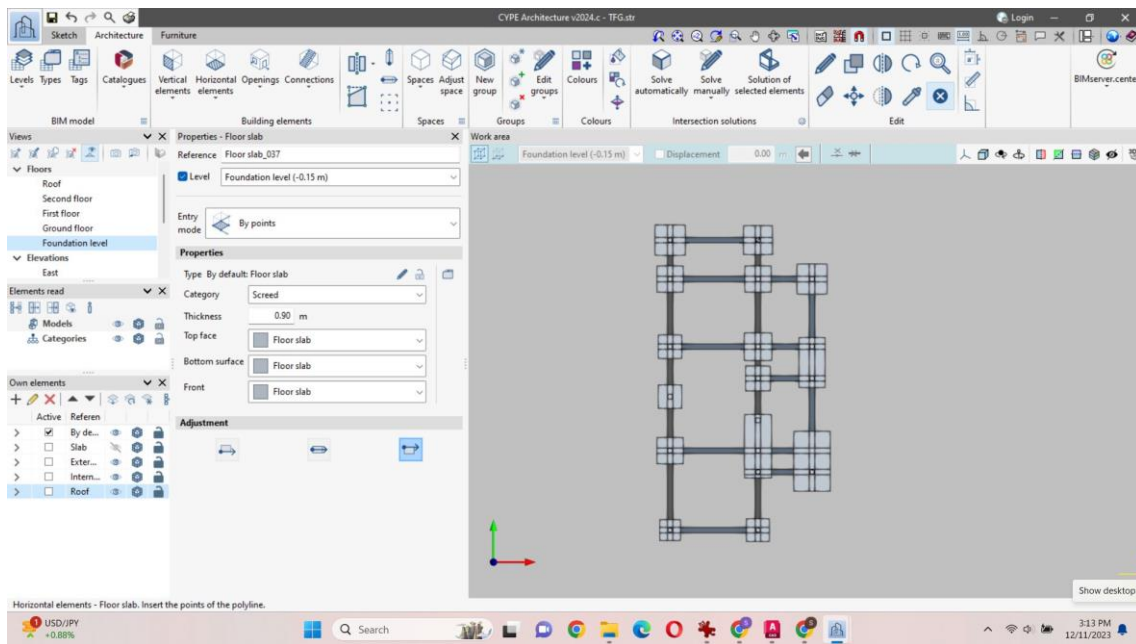 CYPE Architecture v2024.c - TFG.str
Login
Sketch Architecture Furniture
Levels Types Tags Catalogues Vertical elements Horizontal elements Openings Connections Spaces Adjust space New group Edit groups Colours Solve automatically Solve manually Solution of selected elements BIMserver.cente
BIM model Building elements Spaces Groups Colours Intersection solutions Edit
Views Properties - Floor slab Work area
Reference Floor slab_037 Foundation level (-0.15 m) Displacement 0.00 m
Floors
Roof
Second floor
First floor
Ground floor
Foundation level
Elevations
East
Level Foundation level (-0.15 m)
Entry mode By points
Properties
Type By default: Floor slab
Category Screed
Thickness 0.90 m
Top face Floor slab
Bottom surface Floor slab
Front Floor slab
Adjustment
Elements read
Models
Categories
Own elements
Active Referen
By de...
Slab
Exter...
Intern...
Roof
Show desktop
Horizontal elements - Floor slab. Insert the points of the polyline.
1 USD/JPY
+0.88%
Search
3:13 PM
12/11/2023